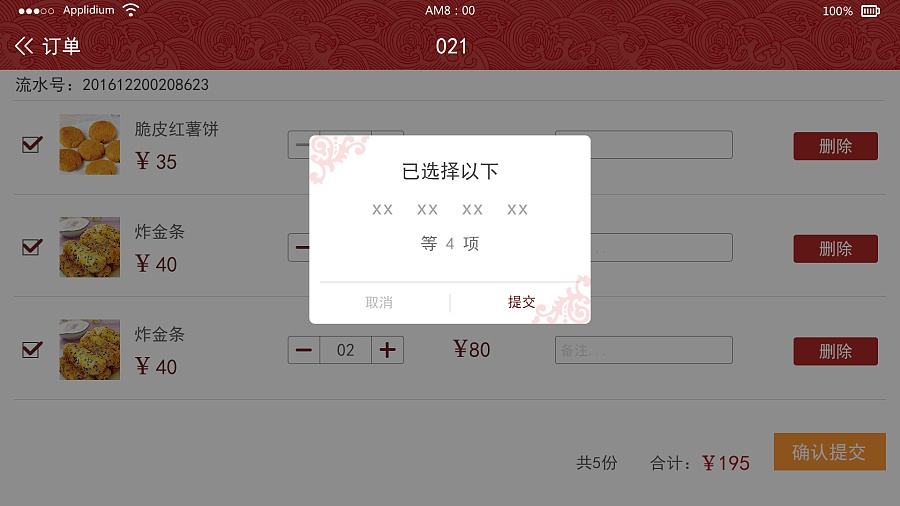 Applidium AM8 : 00 100%
订单 021
流水号：201612200208623
脆皮红薯饼
￥35
删除
炸金条
￥40
删除
炸金条
￥40
02
￥80
备注...
删除
已选择以下
xx xx xx xx
等 4 项
取消 提交
共5份 合计：￥195 确认提交